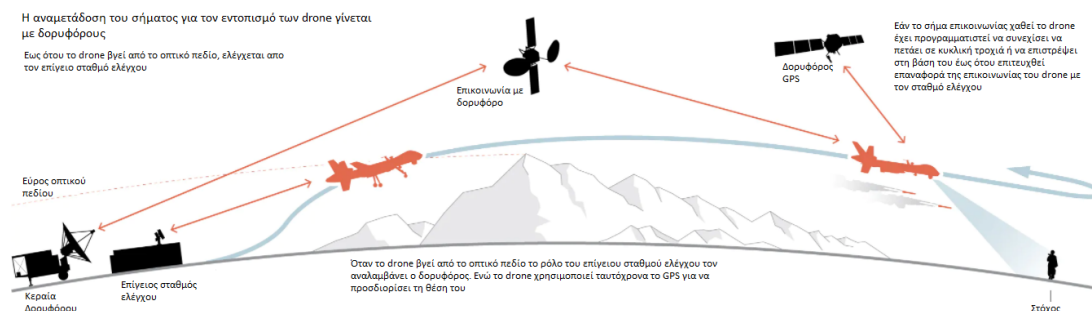 Η αναμετάδοση του σήματος για τον εντοπισμό των drone γίνεται
με δορυφόρους
Εως ότου το drone βγεί από το οπτικό πεδίο, ελέγχεται απο
τον επίγειο σταθμό ελέγχου
Επικοινωνία με
δορυφόρο
Δορυφόρος
GPS
Εάν το σήμα επικοινωνίας χαθεί το drone
έχει προγραμματιστεί να συνεχίσει να
πετάει σε κυκλική τροχιά ή να επιστρέψει
στη βάση του έως ότου επιτευχθεί
επαναφορά της επικοινωνίας του drone με
τον σταθμό ελέγχου
Εύρος οπτικού
πεδίου
Όταν το drone βγεί από το οπτικό πεδίο το ρόλο του επίγειου σταθμού ελέγχου τον
αναλαμβάνει ο δορυφόρος. Ενώ το drone χρησιμοποιεί ταυτόχρονα το GPS για να
προσδιορίσει τη θέση του
Επίγειος σταθμός
ελέγχου
Κεραία
Δορυφόρου
Στόχος